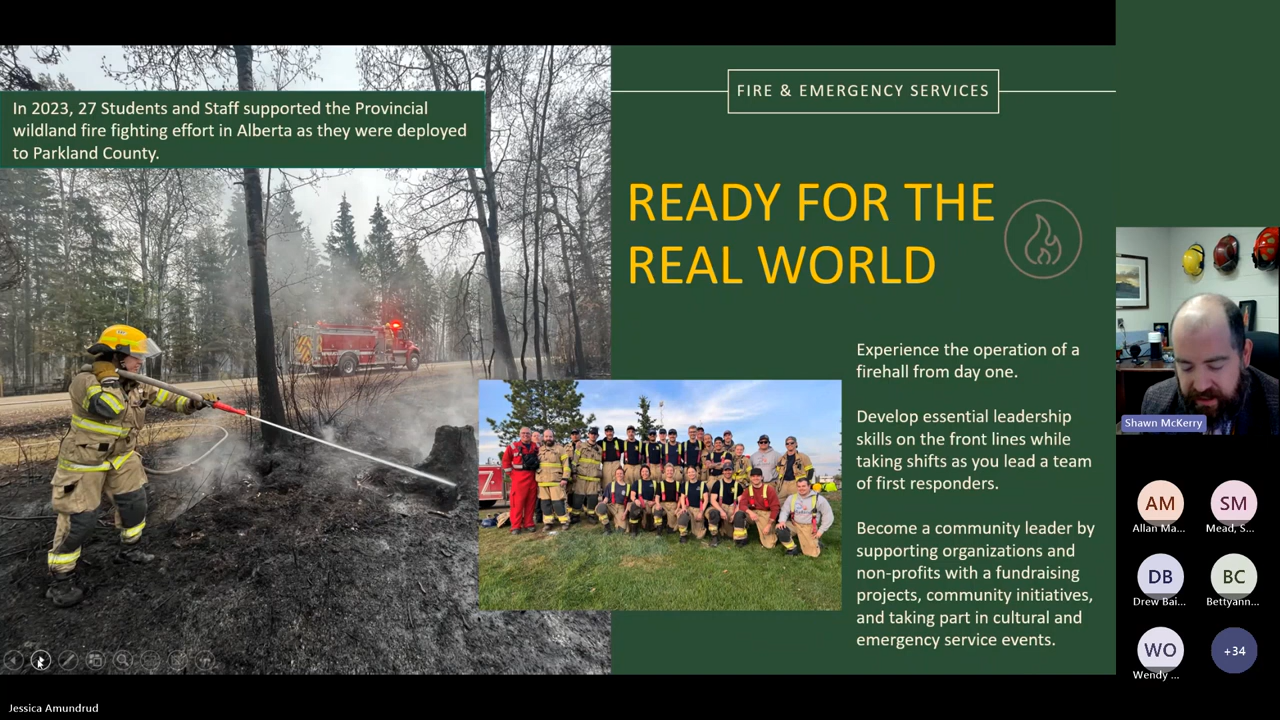 In 2023, 27 Students and Staff supported the Provincial
wildland fire fighting effort in Alberta as they were deployed
to Parkland County.
FIRE & EMERGENCY SERVICES
READY FOR THE
REAL WORLD
Experience the operation of a
firehall from day one.
Develop essential leadership
skills on the front lines while
taking shifts as you lead a team
of first responders.
Become a community leader by
supporting organizations and
non-profits with a fundraising
projects, community initiatives,
and taking part in cultural and
emergency service events.
Shawn McKerry
AM
SM
Allan Ma...
Mead, S...
DB
BC
Drew Bai...
Bettyann...
WO
+34
Wendy ...
Jessica Amundrud